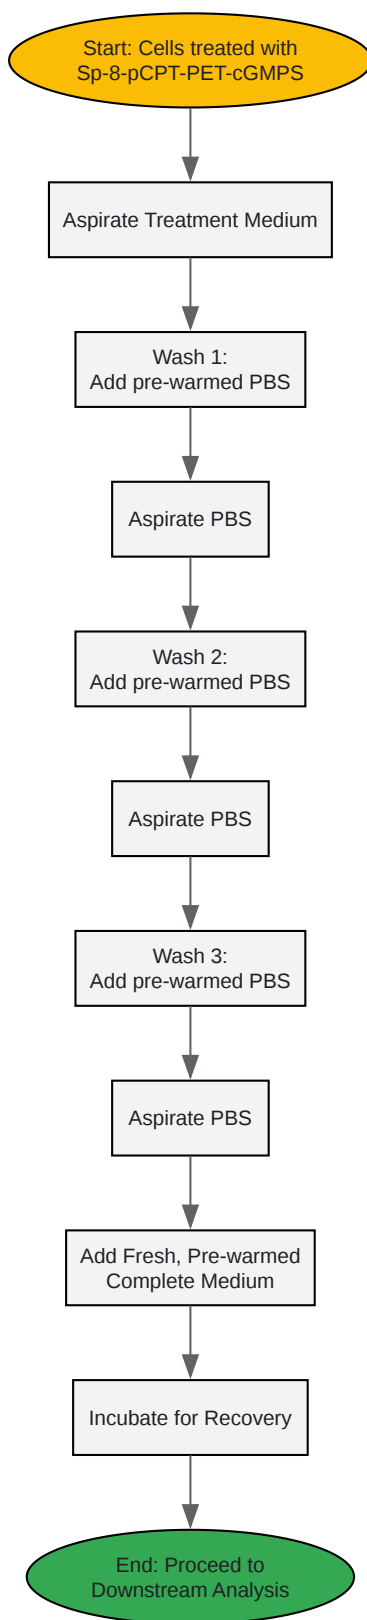 Start: Cells treated with
Sp-8-pCPT-PET-cGMPS
Aspirate Treatment Medium
Wash 1:
Add pre-warmed PBS
Aspirate PBS
Wash 2:
Add pre-warmed PBS
Aspirate PBS
Wash 3:
Add pre-warmed PBS
Aspirate PBS
Add Fresh, Pre-warmed
Complete Medium
Incubate for Recovery
End: Proceed to
Downstream Analysis